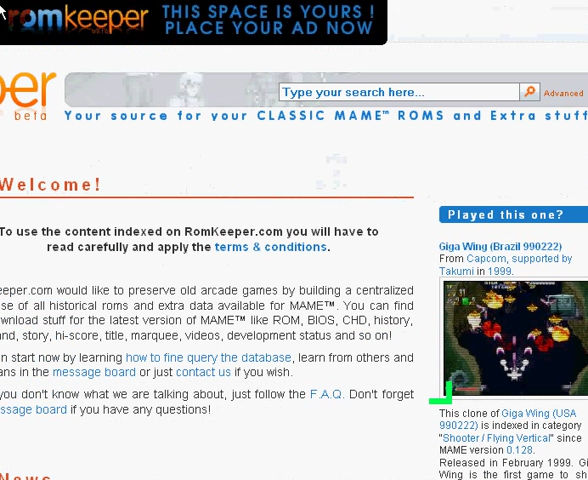 romkeeper THIS SPACE IS YOURS !
PLACE YOUR AD NOW
per
beta
Type your search here...
Advanced
Your source for your CLASSIC MAME™ ROMS and Extra stuff
Welcome!
To use the content indexed on RomKeeper.com you will have to
read carefully and apply the terms & conditions.
eeper.com would like to preserve old arcade games by building a centralized
se of all historical roms and extra data available for MAME™. You can find
wnload stuff for the latest version of MAME™ like ROM, BIOS, CHD, history,
nd, story, hi-score, title, marquee, videos, development status and so on!
n start now by learning how to fine query the database, learn from others and
ans in the message board or just contact us if you wish.
you don't know what we are talking about, just follow the F.A.Q. Don't forget
ssage board if you have any questions!
News
Played this one?
Giga Wing (Brazil 990222)
From Capcom, supported by
Takumi in 1999.
This clone of Giga Wing (USA
990222) is indexed in category
"Shooter / Flying Vertical" since
MAME version 0.128.
Released in February 1999. Gi
Wing is the first game to sh